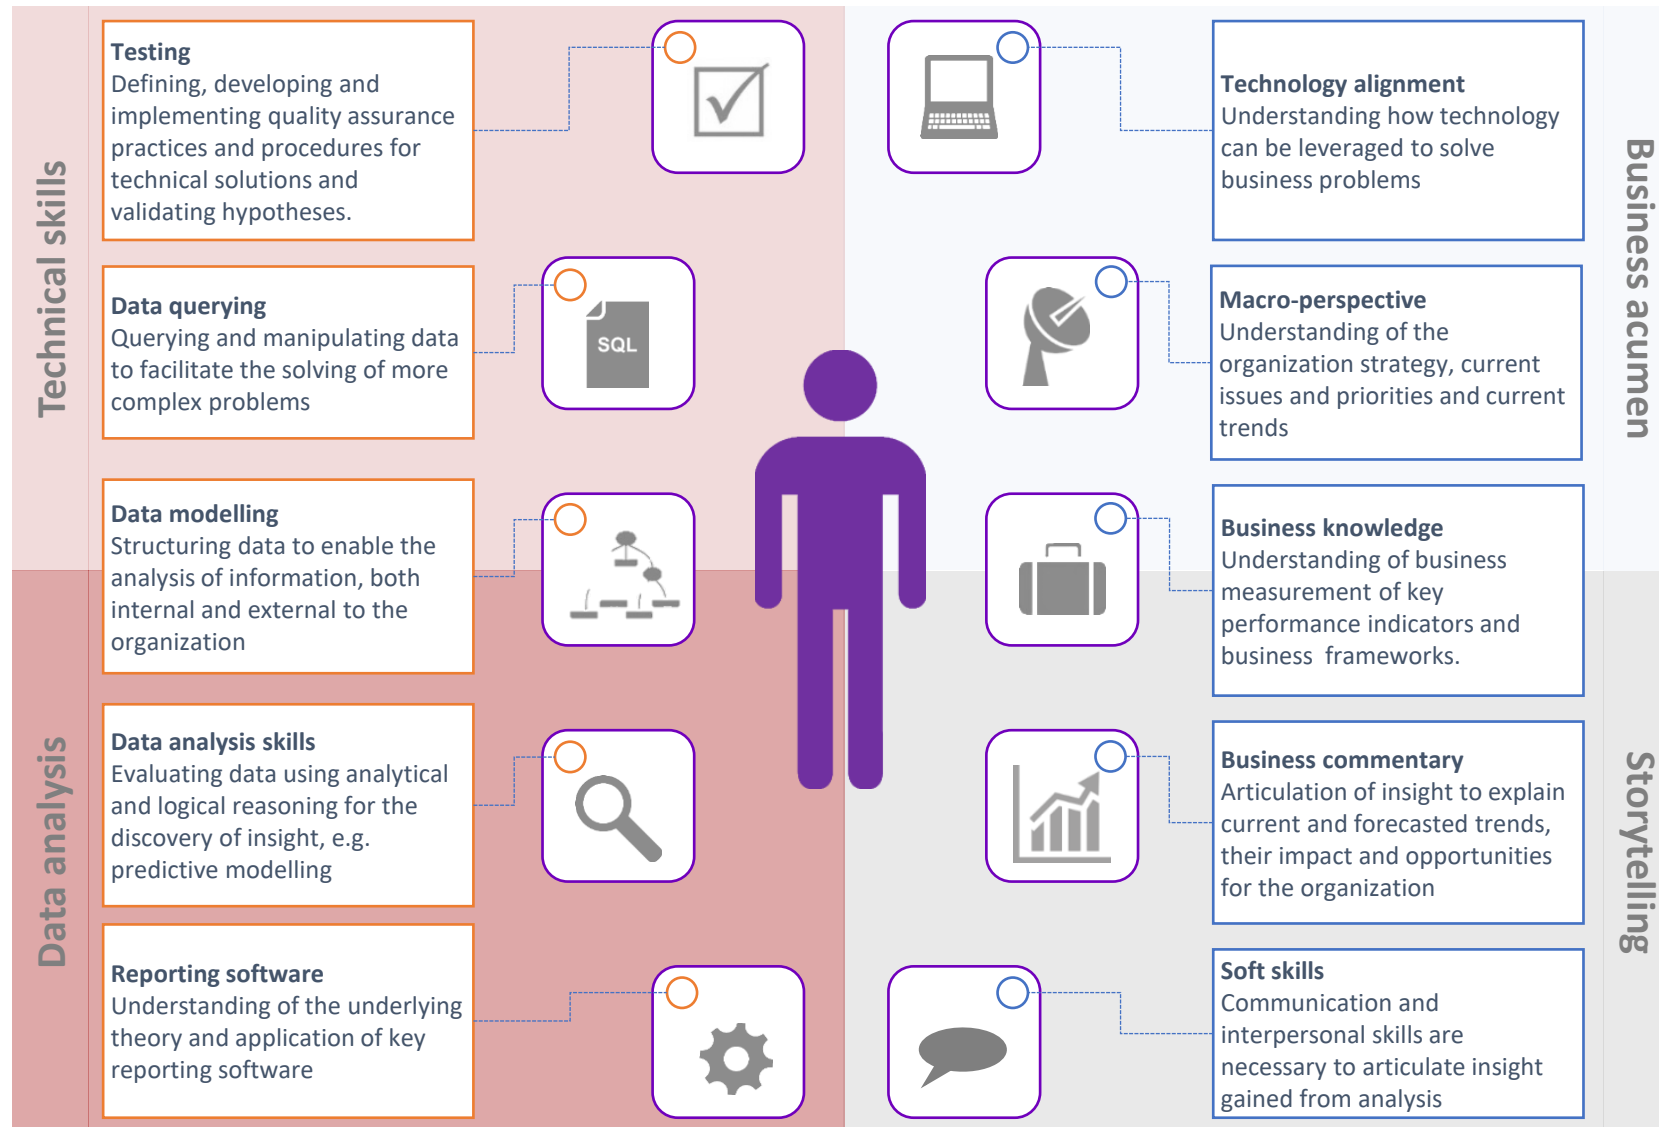 Technical skills
Testing
Defining, developing and
implementing quality assurance
practices and procedures for
technical solutions and
validating hypotheses.
Data querying
Querying and manipulating data
to facilitate the solving of more
complex problems
SQL
Data modelling
Structuring data to enable the
analysis of information, both
internal and external to the
organization
Data analysis
Data analysis skills
Evaluating data using analytical
and logical reasoning for the
discovery of insight, e.g.
predictive modelling
Reporting software
Understanding of the underlying
theory and application of key
reporting software
Business acumen
Technology alignment
Understanding how technology
can be leveraged to solve
business problems
Macro-perspective
Understanding of the
organization strategy, current
issues and priorities and current
trends
Business knowledge
Understanding of business
measurement of key
performance indicators and
business  frameworks.
Storytelling
Business commentary
Articulation of insight to explain
current and forecasted trends,
their impact and opportunities
for the organization
Soft skills
Communication and
interpersonal skills are
necessary to articulate insight
gained from analysis